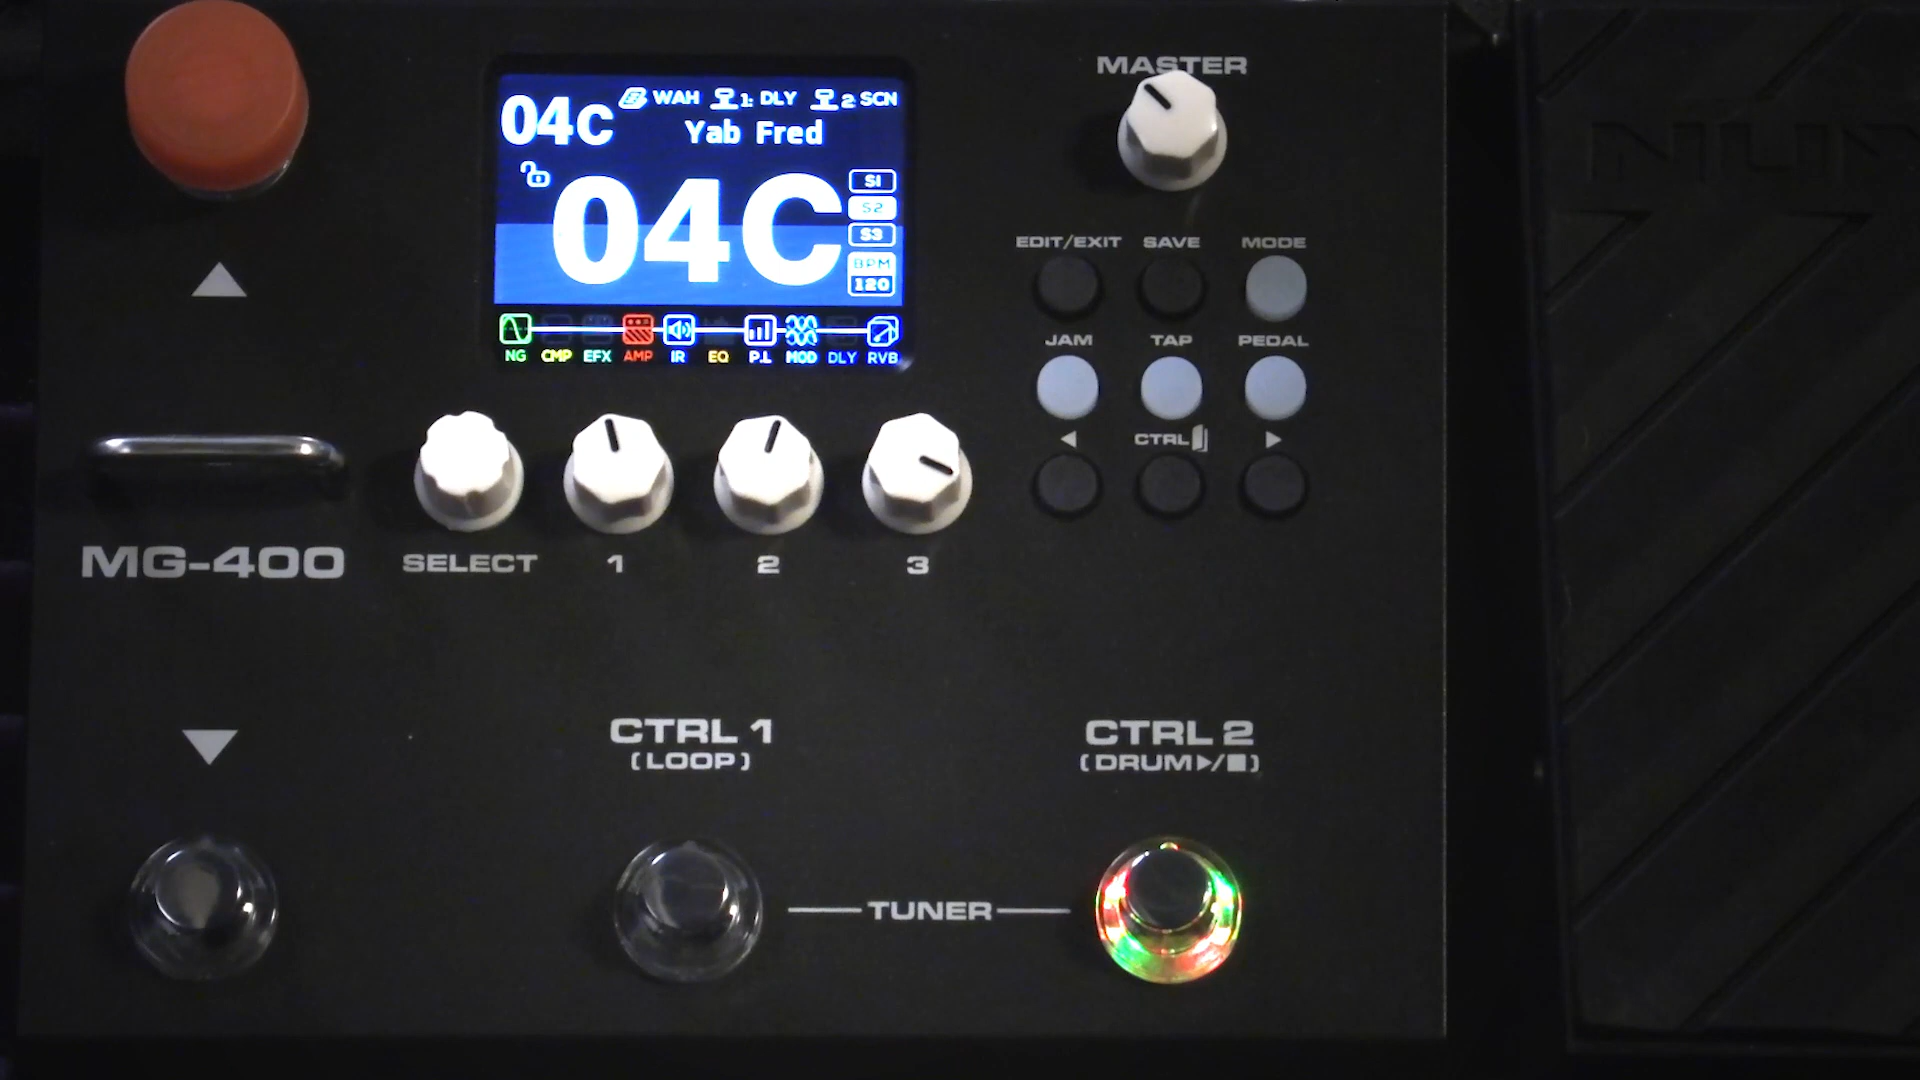 MASTER
04C WAH 1: DLY 2 SCN
Yab Fred
04C
S1
S2
S3
BPM
120
NG CMP EFX AMP IR EQ P.L MOD DLY RVB
EDIT/EXIT SAVE MODE
JAM TAP PEDAL
CTRL
MG-400
SELECT 1 2 3
CTRL 1
(LOOP)
CTRL 2
(DRUM▶/■)
TUNER